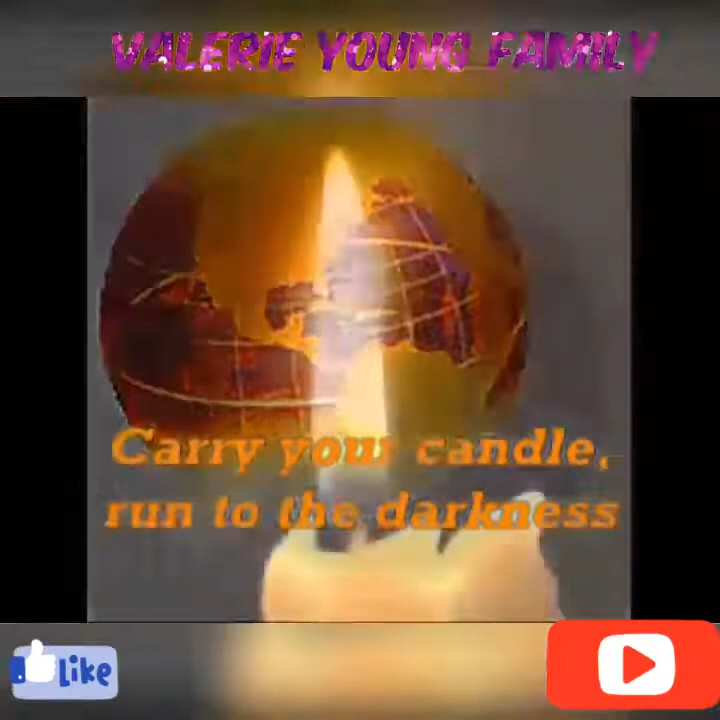 VALERIE YOUNG FAMILY
Carry your candle,
run to the darkness
Like